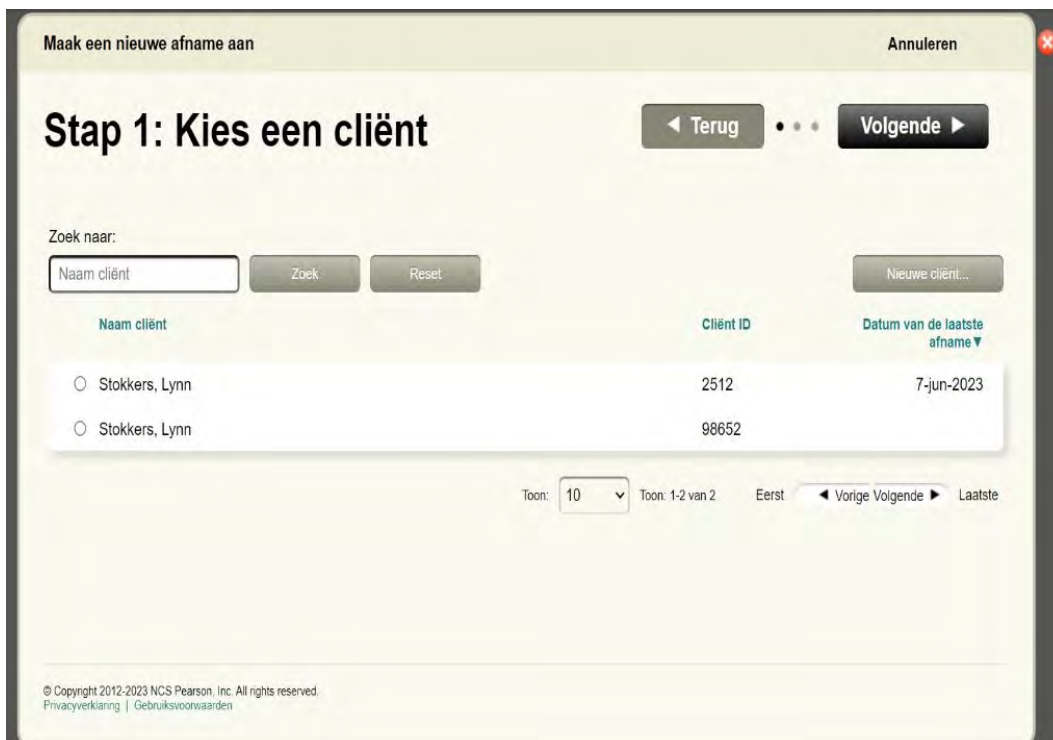 Maak een nieuwe afname aan
Annuleren
Stap 1: Kies een cliënt
Terug
Volgende
Zoek naar:
Naam cliënt
Zoek
Reset
Nieuwe cliënt...
Naam cliënt
Cliënt ID
Datum van de laatste
afname▼
Stokkers, Lynn 2512 7-jun-2023
Stokkers, Lynn 98652
Toon: 10 Toon: 1-2 van 2 Eerst ◀ Vorige Volgende ▶ Laatste
© Copyright 2012-2023 NCS Pearson, Inc. All rights reserved.
Privacyverklaring | Gebruiksvoorwaarden